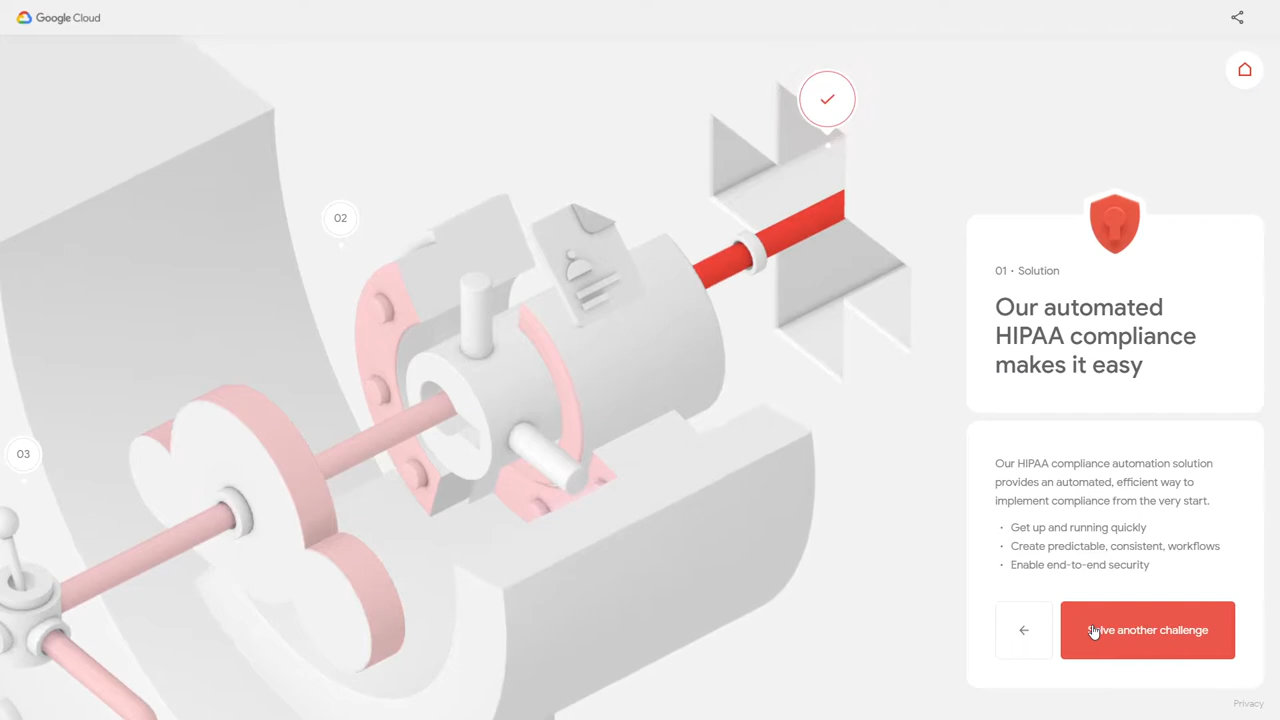 Google Cloud
02
03
01 · Solution
Our automated
HIPAA compliance
makes it easy
Our HIPAA compliance automation solution
provides an automated, efficient way to
implement compliance from the very start.
· Get up and running quickly
· Create predictable, consistent, workflows
· Enable end-to-end security
another challenge
Privacy